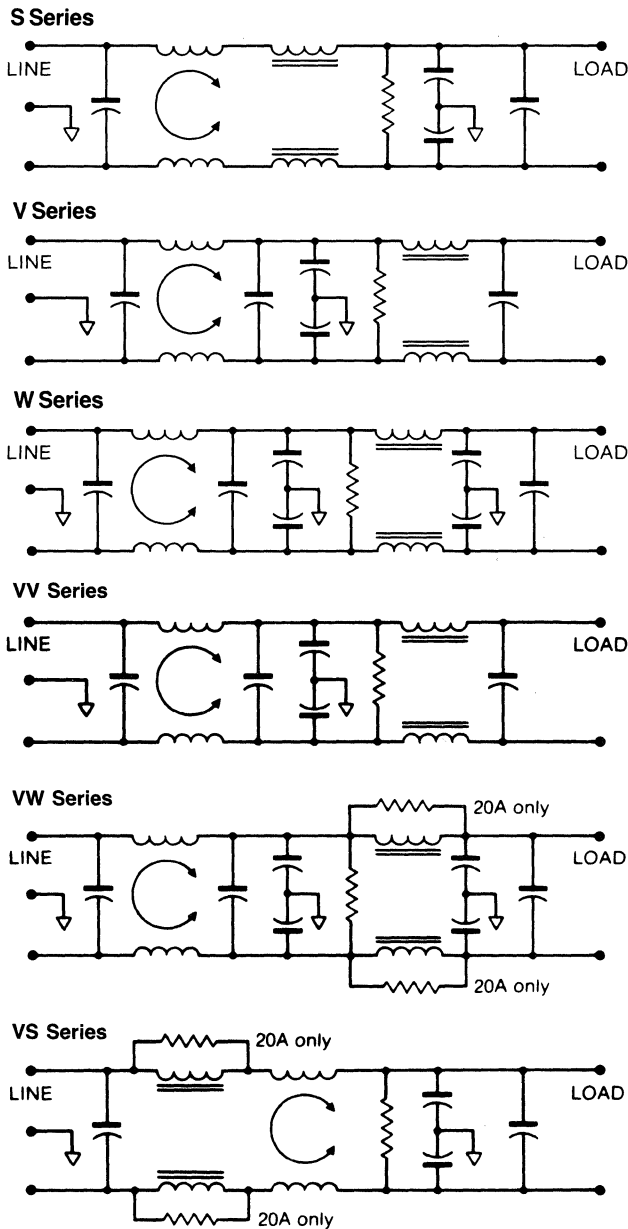 S Series
LINE
LOAD
V Series
LINE
LOAD
W Series
LINE
LOAD
VV Series
LINE
LOAD
VW Series
20A only
LINE
LOAD
20A only
VS Series
20A only
LINE
LOAD
20A only